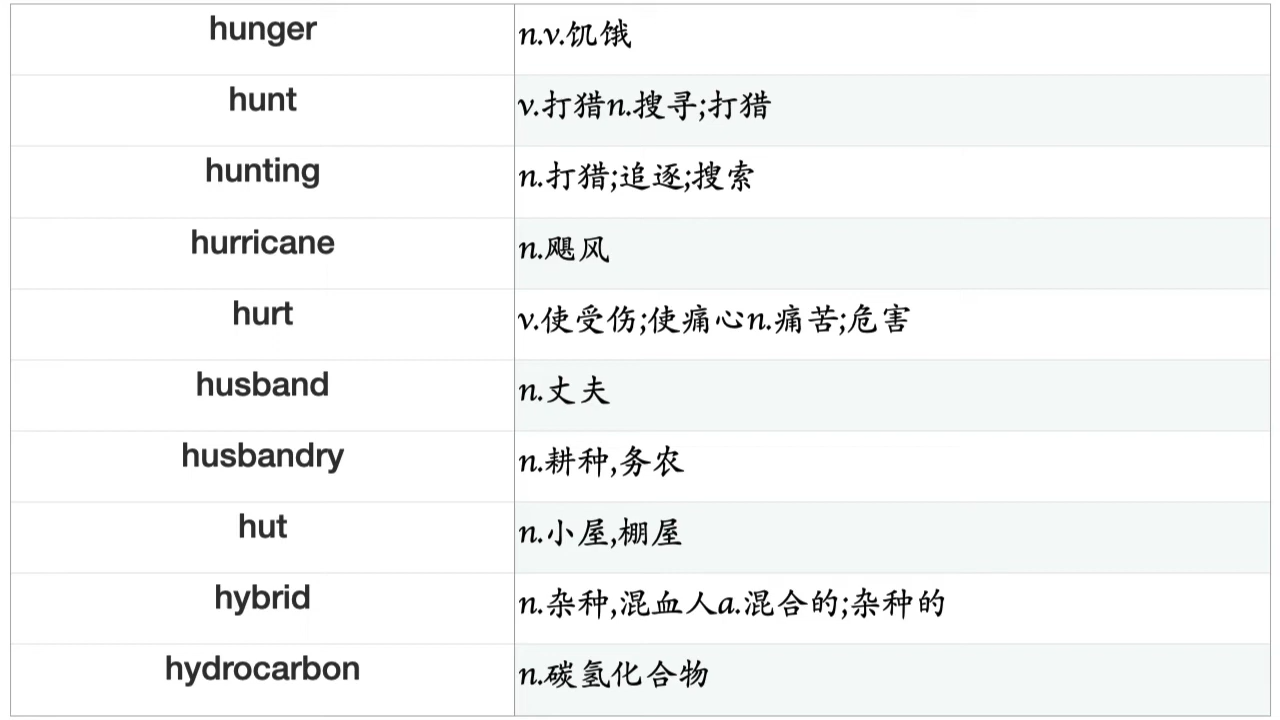 hunger n.v.饥饿
hunt v.打猎n.搜寻;打猎
hunting n.打猎;追逐;搜索
hurricane n.飓风
hurt v.使受伤;使痛心n.痛苦;危害
husband n.丈夫
husbandry n.耕种,务农
hut n.小屋,棚屋
hybrid n.杂种,混血人a.混合的;杂种的
hydrocarbon n.碳氢化合物